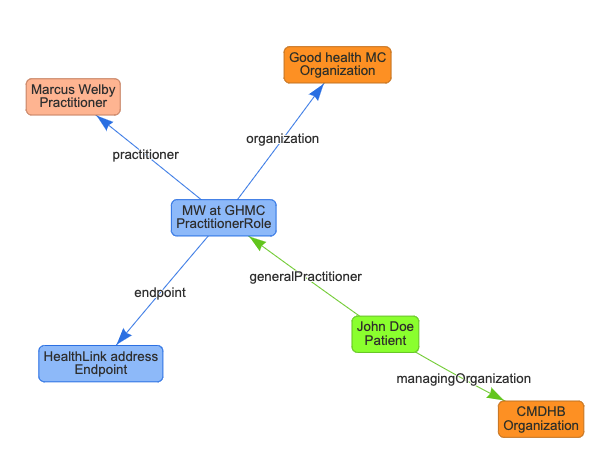 Good health MC
Organization
Marcus Welby
Practitioner
organization
practitioner
MW at GHMC
PractitionerRole
generalPractitioner
endpoint
John Doe
Patient
HealthLink address
Endpoint
managingOrganization
CMDHB
Organization